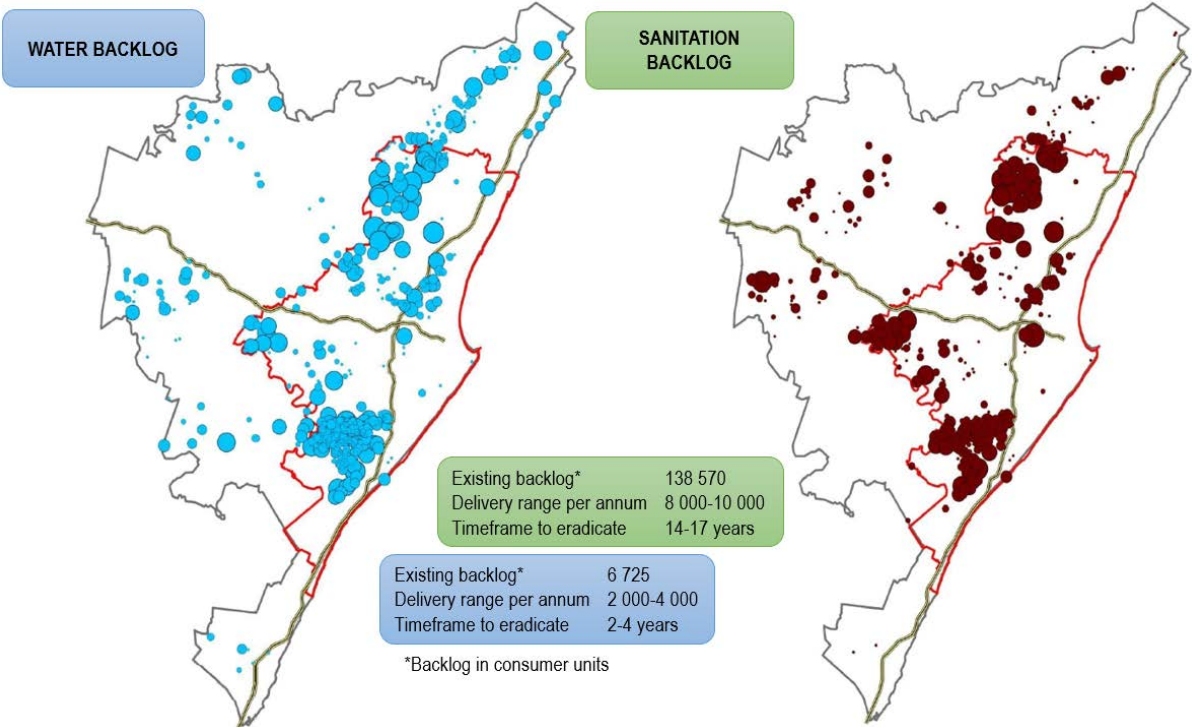 WATER BACKLOG
SANITATION
BACKLOG
Existing backlog* 138 570
Delivery range per annum 8 000-10 000
Timeframe to eradicate 14-17 years
Existing backlog* 6 725
Delivery range per annum 2 000-4 000
Timeframe to eradicate 2-4 years
*Backlog in consumer units